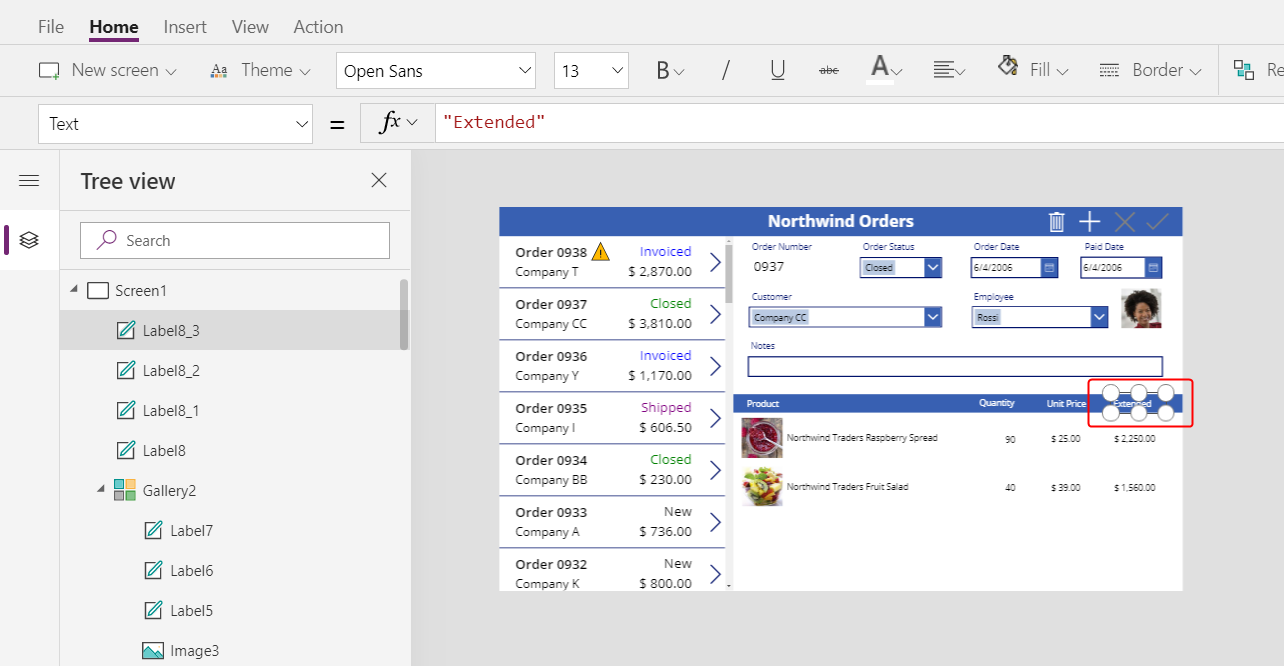 File Home Insert View Action
New screen Theme Open Sans 13 B / U abc A Fill Border Re
Text = fx "Extended"
Tree view
Search
Screen1
Label8_3
Label8_2
Label8_1
Label8
Gallery2
Label7
Label6
Label5
Image3
Northwind Orders
Order 0938 Invoiced
Company T $ 2,870.00
Order 0937 Closed
Company CC $ 3,810.00
Order 0936 Invoiced
Company Y $ 1,170.00
Order 0935 Shipped
Company I $ 606.50
Order 0934 Closed
Company BB $ 230.00
Order 0933 New
Company A $ 736.00
Order 0932 New
Company K $ 800.00
Order Number Order Status Order Date Paid Date
0937 Closed 6/4/2006 6/4/2006
Customer Employee
Company CC Rossi
Notes
Product Quantity Unit Price Extended
Northwind Traders Raspberry Spread 90 $ 25.00 $ 2,250.00
Northwind Traders Fruit Salad 40 $ 39.00 $ 1,560.00